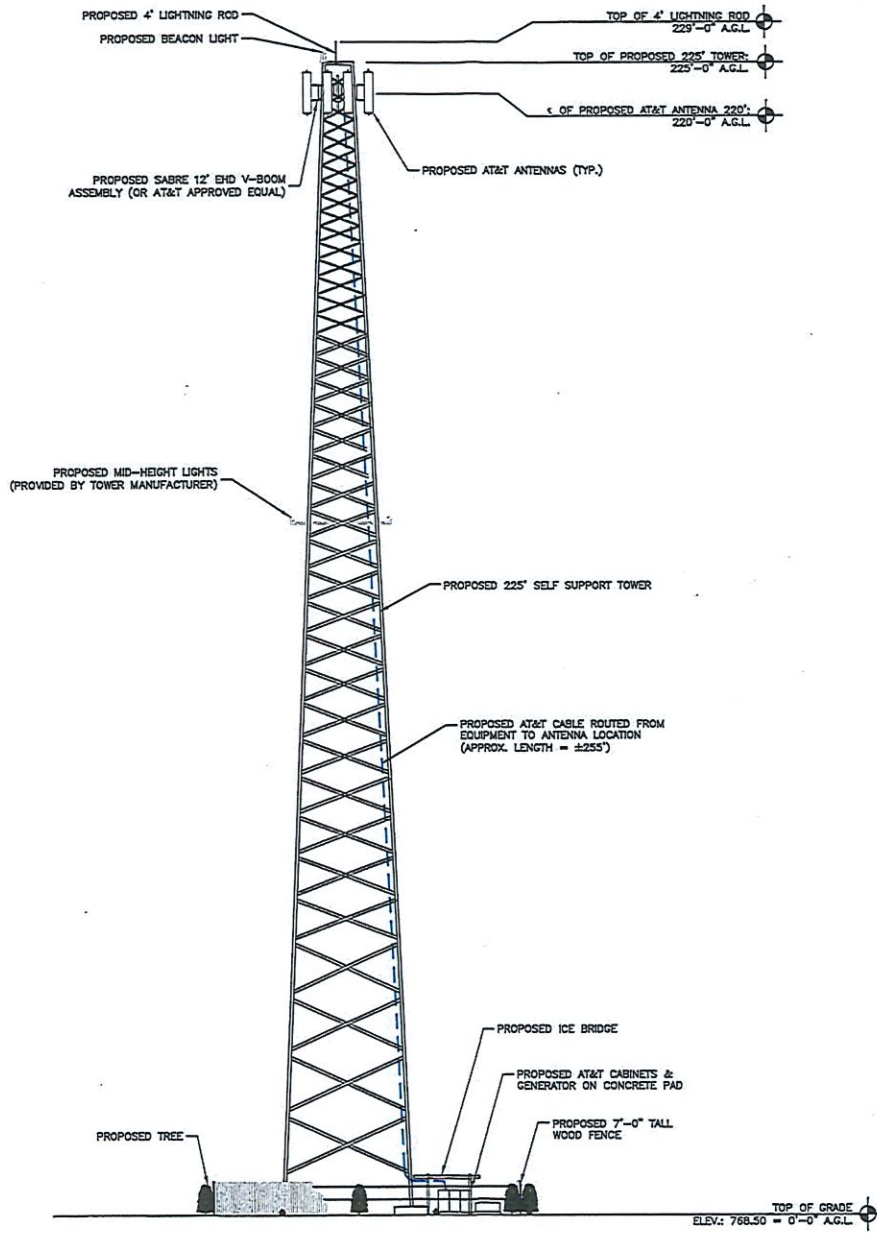 PROPOSED 4' LIGHTNING ROD
PROPOSED BEACON LIGHT
TOP OF 4' LIGHTNING ROD
229'-0" A.G.L.
TOP OF PROPOSED 225' TOWER:
225'-0" A.G.L.
℄ OF PROPOSED AT&T ANTENNA 220':
220'-0" A.G.L.
PROPOSED SABRE 12' EHD V-BOOM
ASSEMBLY (OR AT&T APPROVED EQUAL)
PROPOSED AT&T ANTENNAS (TYP.)
PROPOSED MID-HEIGHT LIGHTS
(PROVIDED BY TOWER MANUFACTURER)
PROPOSED 225' SELF SUPPORT TOWER
PROPOSED AT&T CABLE ROUTED FROM
EQUIPMENT TO ANTENNA LOCATION
(APPROX. LENGTH = ±255')
PROPOSED ICE BRIDGE
PROPOSED AT&T CABINETS &
GENERATOR ON CONCRETE PAD
PROPOSED TREE
PROPOSED 7'-0" TALL
WOOD FENCE
TOP OF GRADE
ELEV.: 768.50 = 0'-0" A.G.L.